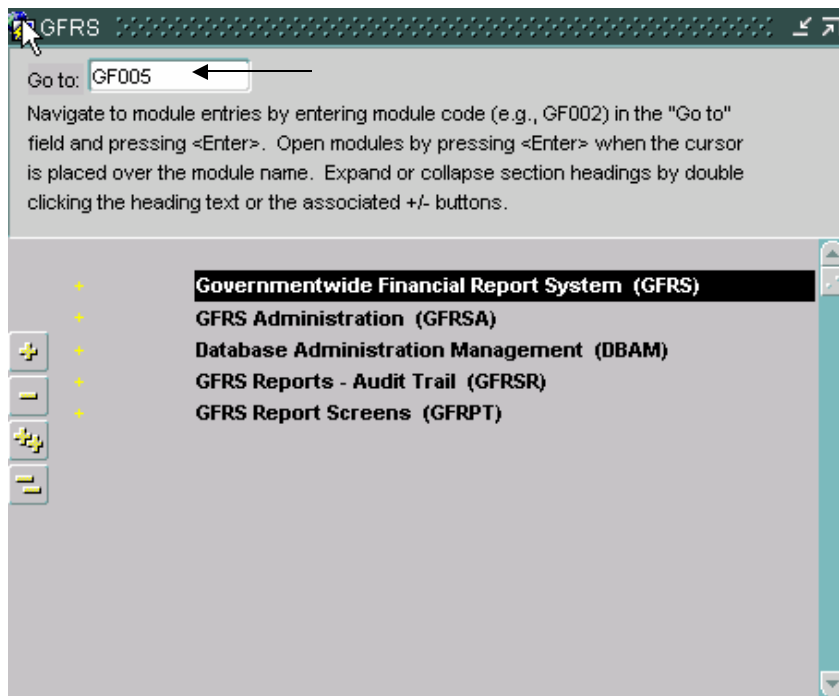 GFRS
Go to: GF005
Navigate to module entries by entering module code (e.g., GF002) in the "Go to"
field and pressing <Enter>. Open modules by pressing <Enter> when the cursor
is placed over the module name. Expand or collapse section headings by double
clicking the heading text or the associated +/- buttons.
+ Governmentwide Financial Report System (GFRS)
+ GFRS Administration (GFRSA)
+ Database Administration Management (DBAM)
+ GFRS Reports - Audit Trail (GFRSR)
+ GFRS Report Screens (GFRPT)